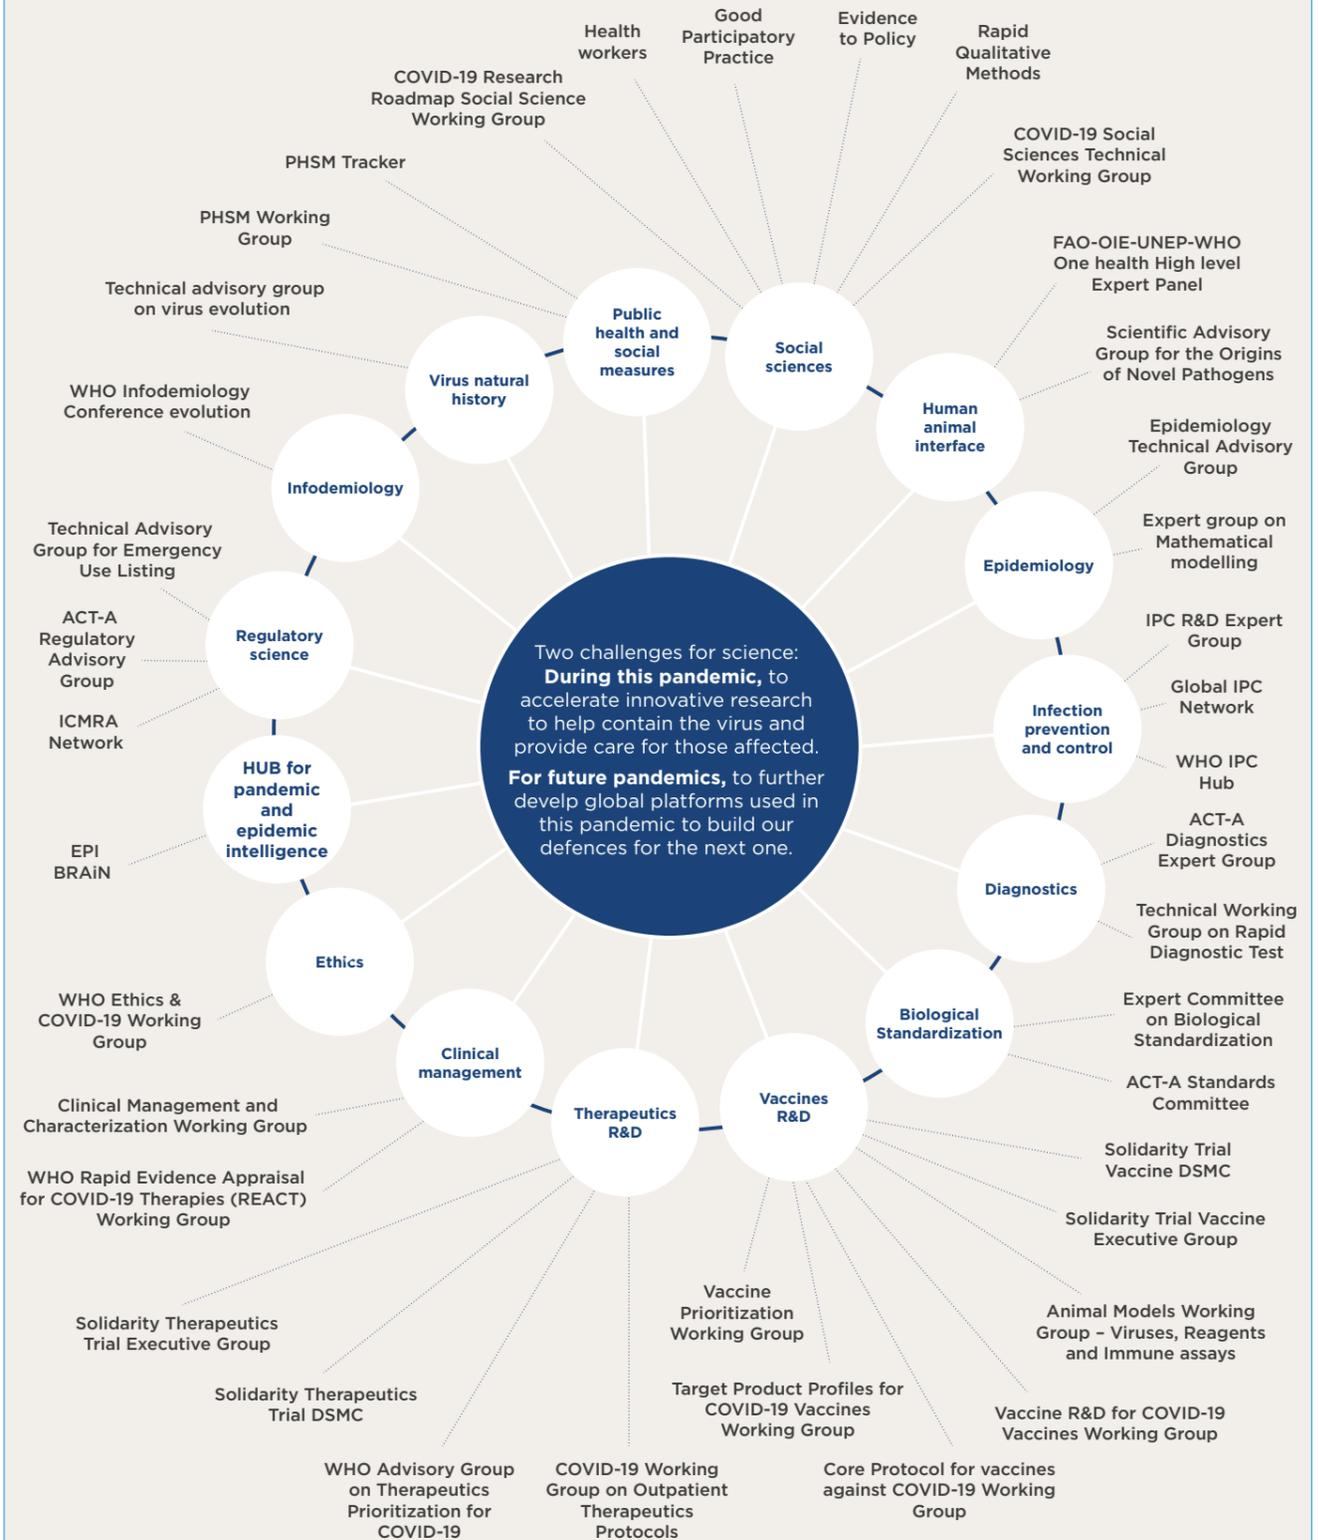 Health
workers
Good
Participatory
Practice
Evidence
to Policy
Rapid
Qualitative
Methods
COVID-19 Research
Roadmap Social Science
Working Group
COVID-19 Social
Sciences Technical
Working Group
PHSM Tracker
PHSM Working
Group
FAO-OIE-UNEP-WHO
One health High level
Expert Panel
Technical advisory group
on virus evolution
Public
health and
social
measures
Social
sciences
Scientific Advisory
Group for the Origins
of Novel Pathogens
Virus natural
history
WHO Infodemiology
Conference evolution
Human
animal
interface
Epidemiology
Technical Advisory
Group
Infodemiology
Technical Advisory
Group for Emergency
Use Listing
Expert group on
Mathematical
modelling
Epidemiology
ACT-A
Regulatory
Advisory
Group
Regulatory
science
IPC R&D Expert
Group
ICMRA
Network
Infection
prevention
and control
Global IPC
Network
WHO IPC
Hub
Two challenges for science:
During this pandemic, to
accelerate innovative research
to help contain the virus and
provide care for those affected.
For future pandemics, to further
develp global platforms used in
this pandemic to build our
defences for the next one.
HUB for
pandemic
and
epidemic
intelligence
EPI
BRAiN
ACT-A
Diagnostics
Expert Group
Diagnostics
Technical Working
Group on Rapid
Diagnostic Test
Ethics
WHO Ethics &
COVID-19 Working
Group
Biological
Standardization
Expert Committee
on Biological
Standardization
Clinical
management
ACT-A Standards
Committee
Clinical Management and
Characterization Working Group
Therapeutics
R&D
Vaccines
R&D
Solidarity Trial
Vaccine DSMC
WHO Rapid Evidence Appraisal
for COVID-19 Therapies (REACT)
Working Group
Solidarity Trial Vaccine
Executive Group
Solidarity Therapeutics
Trial Executive Group
Vaccine
Prioritization
Working Group
Animal Models Working
Group – Viruses, Reagents
and Immune assays
Solidarity Therapeutics
Trial DSMC
Target Product Profiles for
COVID-19 Vaccines
Working Group
Vaccine R&D for COVID-19
Vaccines Working Group
WHO Advisory Group
on Therapeutics
Prioritization for
COVID-19
COVID-19 Working
Group on Outpatient
Therapeutics
Protocols
Core Protocol for vaccines
against COVID-19 Working
Group